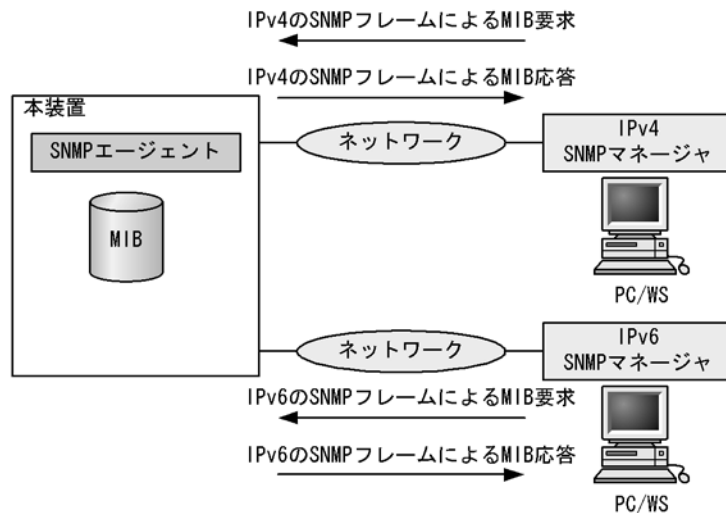 IPv4のSNMPフレームによるMIB要求
IPv4のSNMPフレームによるMIB応答
本装置
SNMPエージェント
MIB
ネットワーク
IPv4
SNMPマネージャ
PC/WS
ネットワーク
IPv6
SNMPマネージャ
IPv6のSNMPフレームによるMIB要求
IPv6のSNMPフレームによるMIB応答
PC/WS